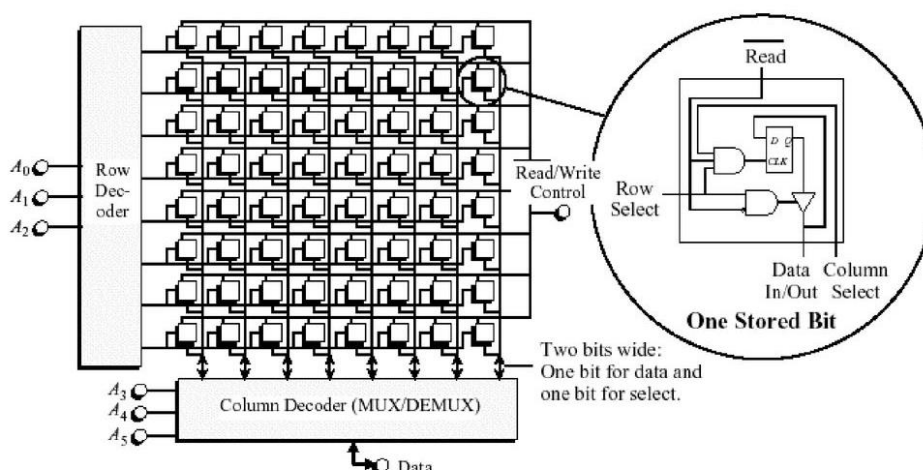 A0
A1
A2
Row
Dec-
oder
Read/Write
Control
Read
D Q
CLK
Row
Select
Data
In/Out
Column
Select
One Stored Bit
Two bits wide:
One bit for data and
one bit for select.
A3
A4
A5
Column Decoder (MUX/DEMUX)
Data